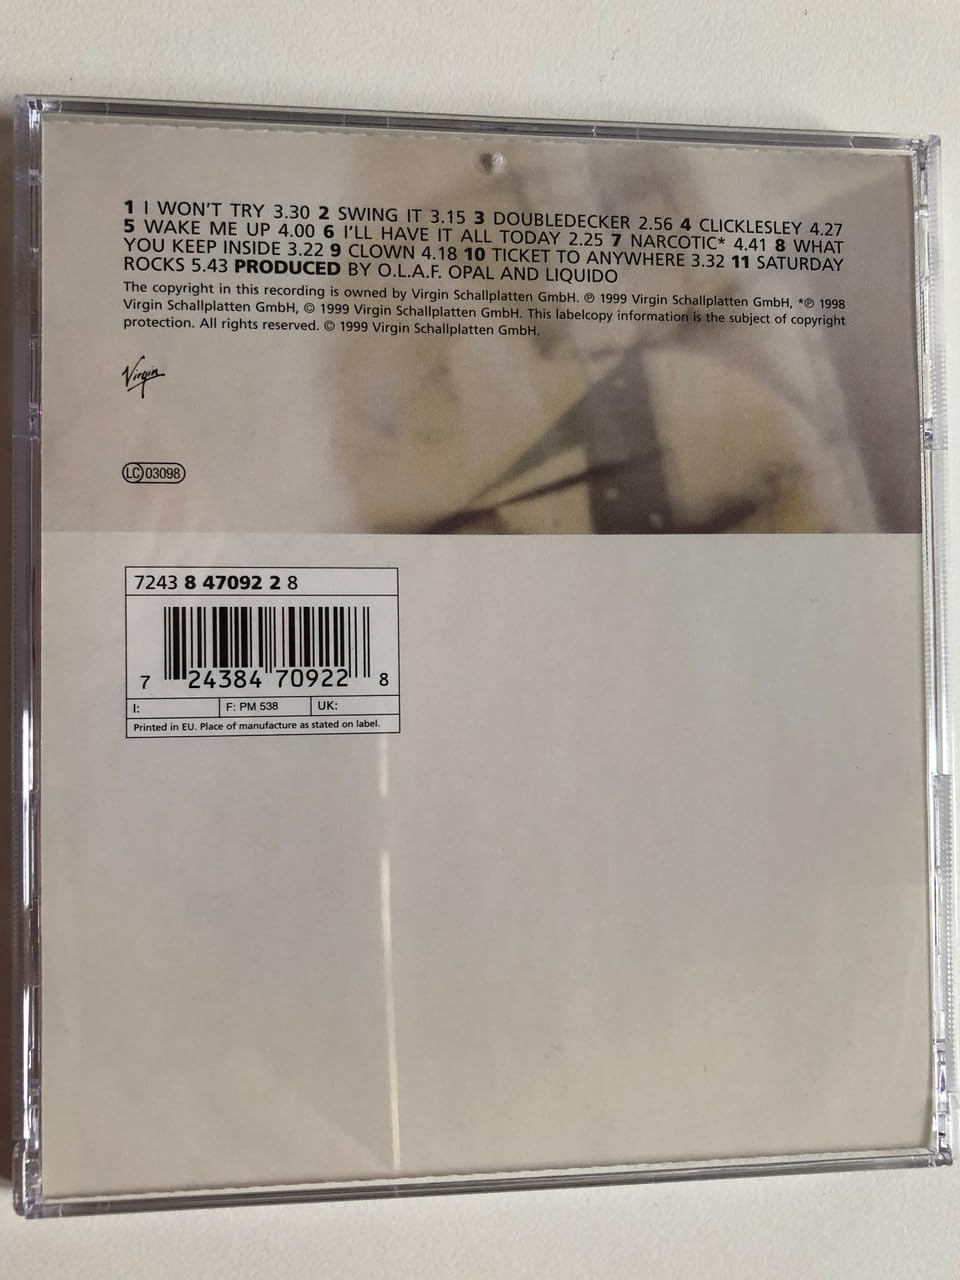 1 I WON'T TRY 3.30 2 SWING IT 3.15 3 DOUBLEDECKER 2.56 4 CLICKLESLEY 4.27
5 WAKE ME UP 4.00 6 I'LL HAVE IT ALL TODAY 2.25 7 NARCOTIC* 4.41 8 WHAT
YOU KEEP INSIDE 3.22 9 CLOWN 4.18 10 TICKET TO ANYWHERE 3.32 11 SATURDAY
ROCKS 5.43 PRODUCED BY O.L.A.F. OPAL AND LIQUIDO
The copyright in this recording is owned by Virgin Schallplatten GmbH. ℗ 1999 Virgin Schallplatten GmbH, *℗ 1998
Virgin Schallplatten GmbH, © 1999 Virgin Schallplatten GmbH. This labelcopy information is the subject of copyright
protection. All rights reserved. © 1999 Virgin Schallplatten GmbH.
Virgin
LC 03098
7243 8 47092 2 8
7 24384 70922 8
I: F: PM 538 UK:
Printed in EU. Place of manufacture as stated on label.